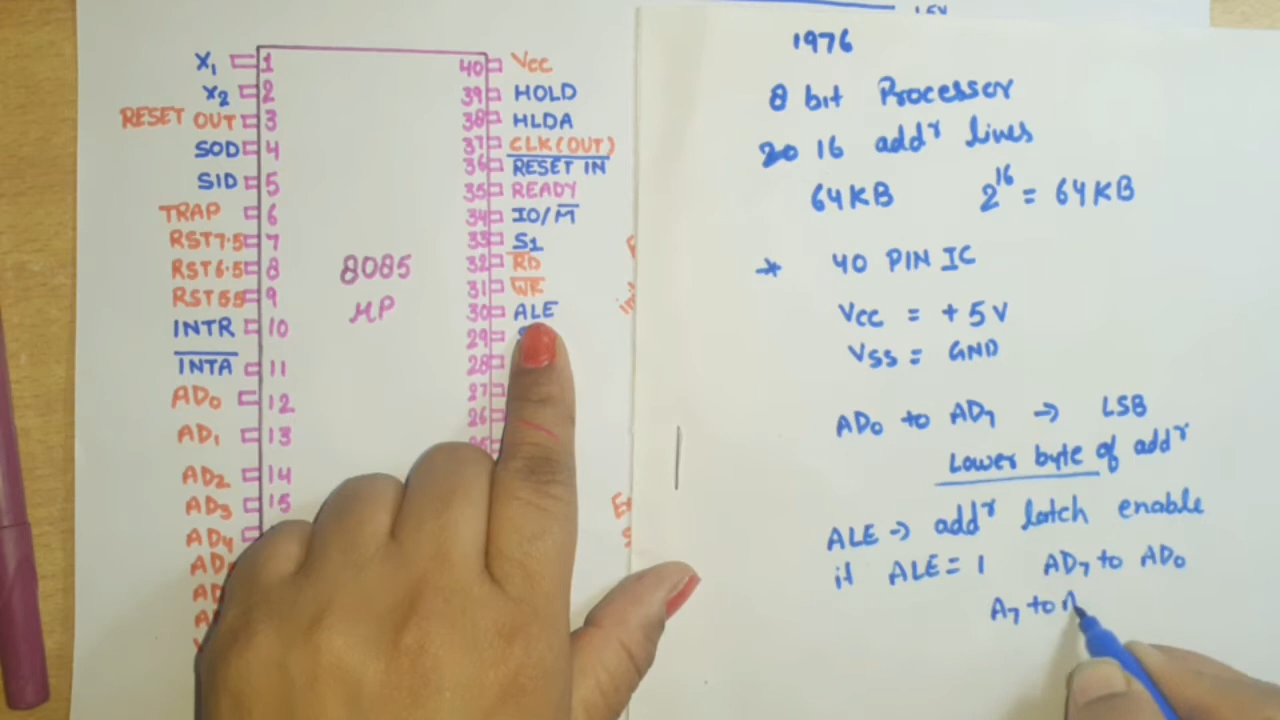 X1 1
X2 2
RESET OUT 3
SOD 4
SID 5
TRAP 6
RST7.5 7
RST6.5 8
RST5.5 9
INTR 10
INTA 11
AD0 12
AD1 13
AD2 14
AD3 15
AD4
8085
μP
40 Vcc
39 HOLD
38 HLDA
37 CLK(OUT)
36 RESET IN
35 READY
34 IO/M
33 S1
32 RD
31 WR
30 ALE
29
28
27
26
1976
8 bit Processor
20 16 addr lines
64KB 2^16 = 64KB
* 40 PIN IC
Vcc = +5V
Vss = GND
AD0 to AD7 → LSB
Lower byte of addr
ALE → addr latch enable
if ALE = 1 AD7 to AD0
A7 to